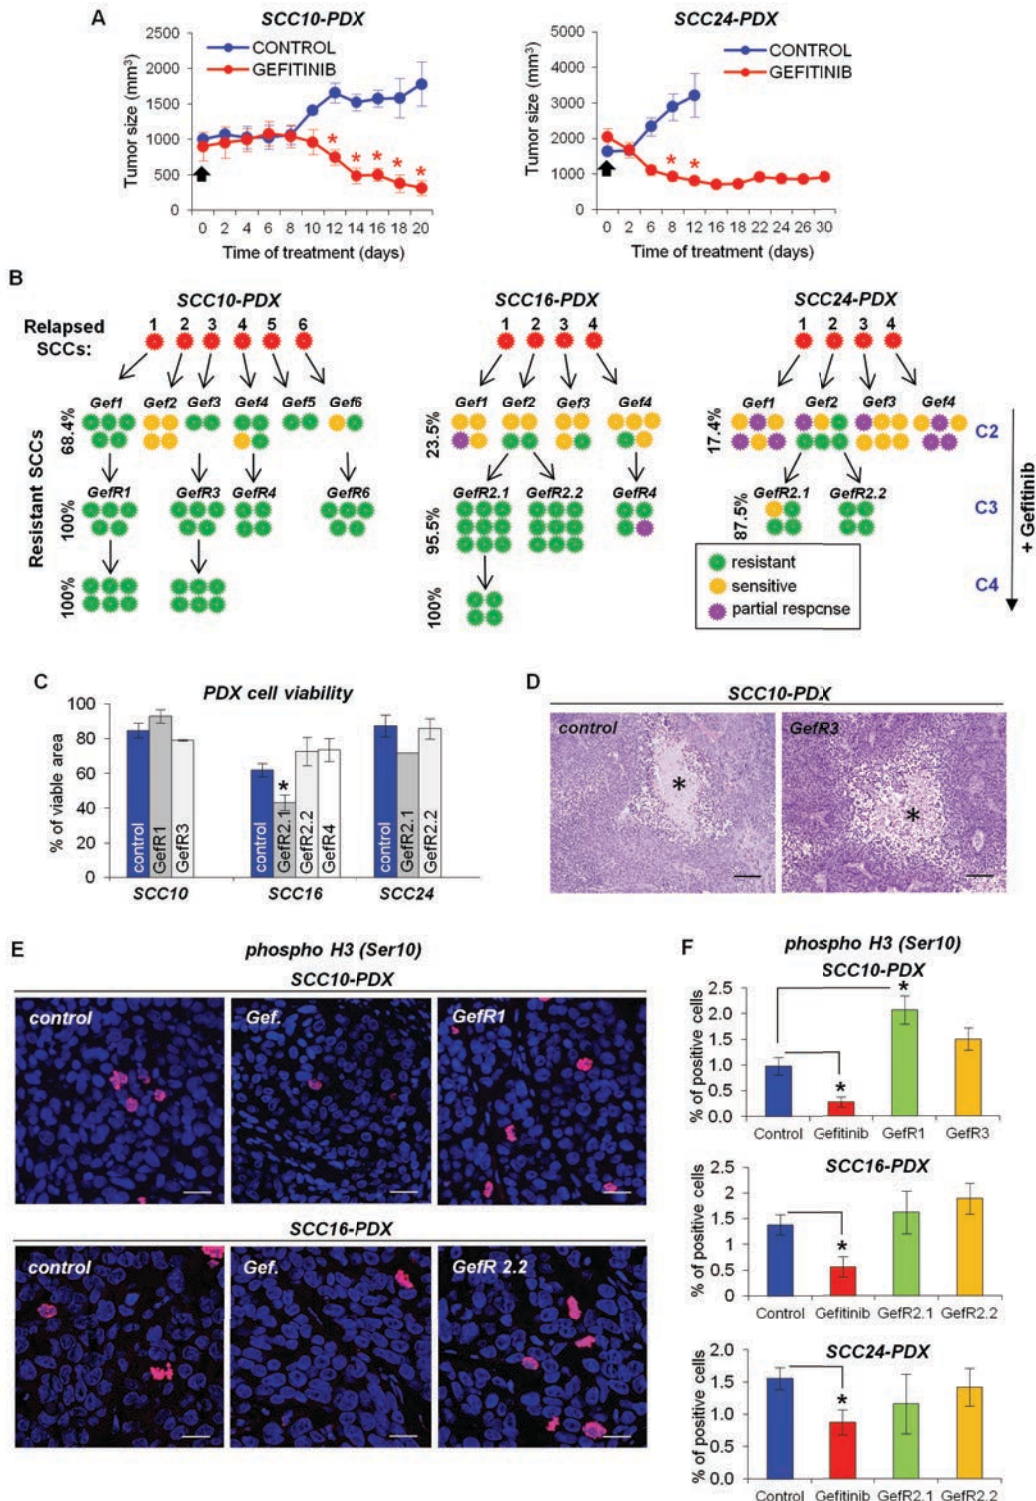 A
SCC10-PDX
SCC24-PDX
Tumor size (mm³)
2500
2000
1500
1000
500
0
CONTROL
GEFITINIB
* * * * *
0 2 4 6 8 10 12 14 16 18 20
Time of treatment (days)
Tumor size (mm³)
5000
4000
3000
2000
1000
0
CONTROL
GEFITINIB
* *
0 2 6 8 12 16 18 22 24 26 30
Time of treatment (days)
B
SCC10-PDX
SCC16-PDX
SCC24-PDX
Relapsed
SCCs:
1 2 3 4 5 6
1 2 3 4
1 2 3 4
Resistant SCCs
68.4%
Gef1 Gef2 Gef3 Gef4 Gef5 Gef6
23.5%
Gef1 Gef2 Gef3 Gef4
17.4%
Gef1 Gef2 Gef3 Gef4
C2
100%
GefR1 GefR3 GefR4 GefR6
95.5%
GefR2.1 GefR2.2 GefR4
87.5%
GefR2.1 GefR2.2
C3
100%
100%
C4
+ Gefitinib
resistant
sensitive
partial respcnse
C
PDX cell viability
% of viable area
100
80
60
40
20
0
control
GefR1
GefR3
control
GefR2.1
*
GefR2.2
GefR4
control
GefR2.1
GefR2.2
SCC10
SCC16
SCC24
D
SCC10-PDX
control
*
GefR3
*
E
phospho H3 (Ser10)
SCC10-PDX
control
Gef.
GefR1
SCC16-PDX
control
Gef.
GefR 2.2
F
phospho H3 (Ser10)
SCC10-PDX
% of positive cells
2.5
2.0
1.5
1.0
0.5
0.0
*
*
Control Gefitinib GefR1 GefR3
SCC16-PDX
% of positive cells
2.5
2
1.5
1
0.5
0
*
Control Gefitinib GefR2.1 GefR2.2
SCC24-PDX
% of positive cells
2.0
1.5
1.0
0.5
0.0
*
Control Gefitinib GefR2.1 GefR2.2